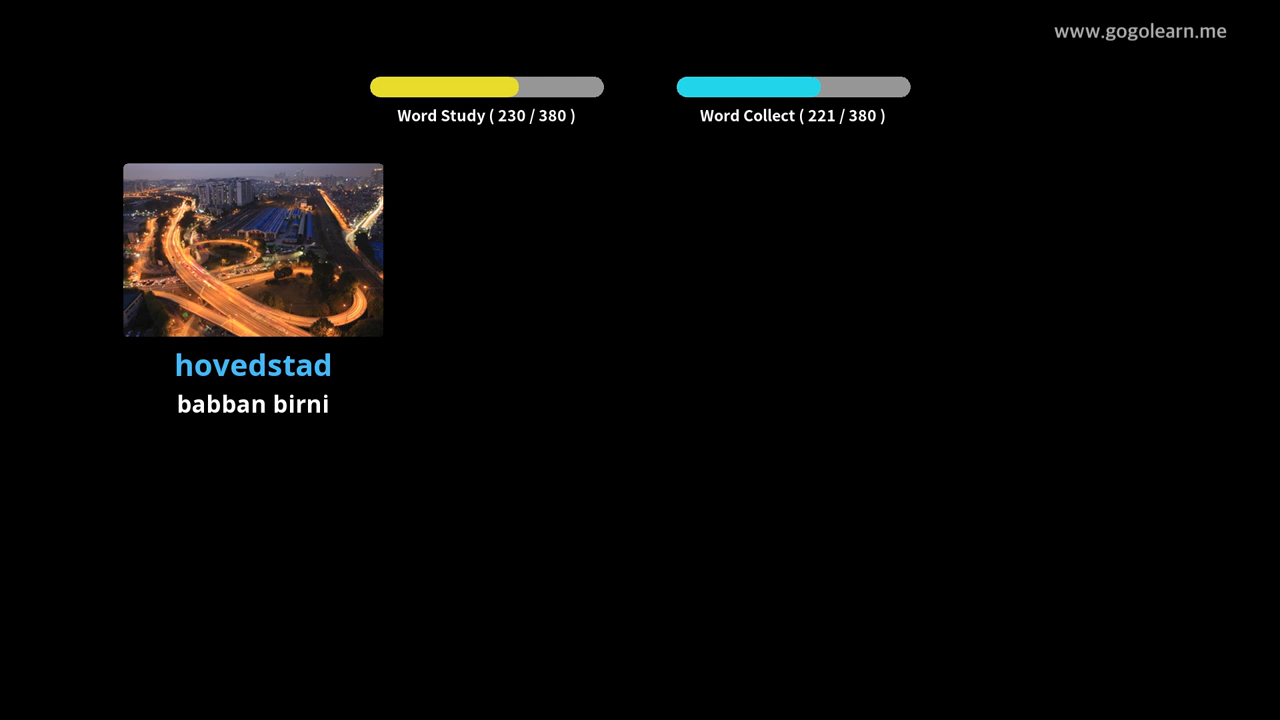 www.gogolearn.me
Word Study ( 230 / 380 )
Word Collect ( 221 / 380 )
hovedstad
babban birni